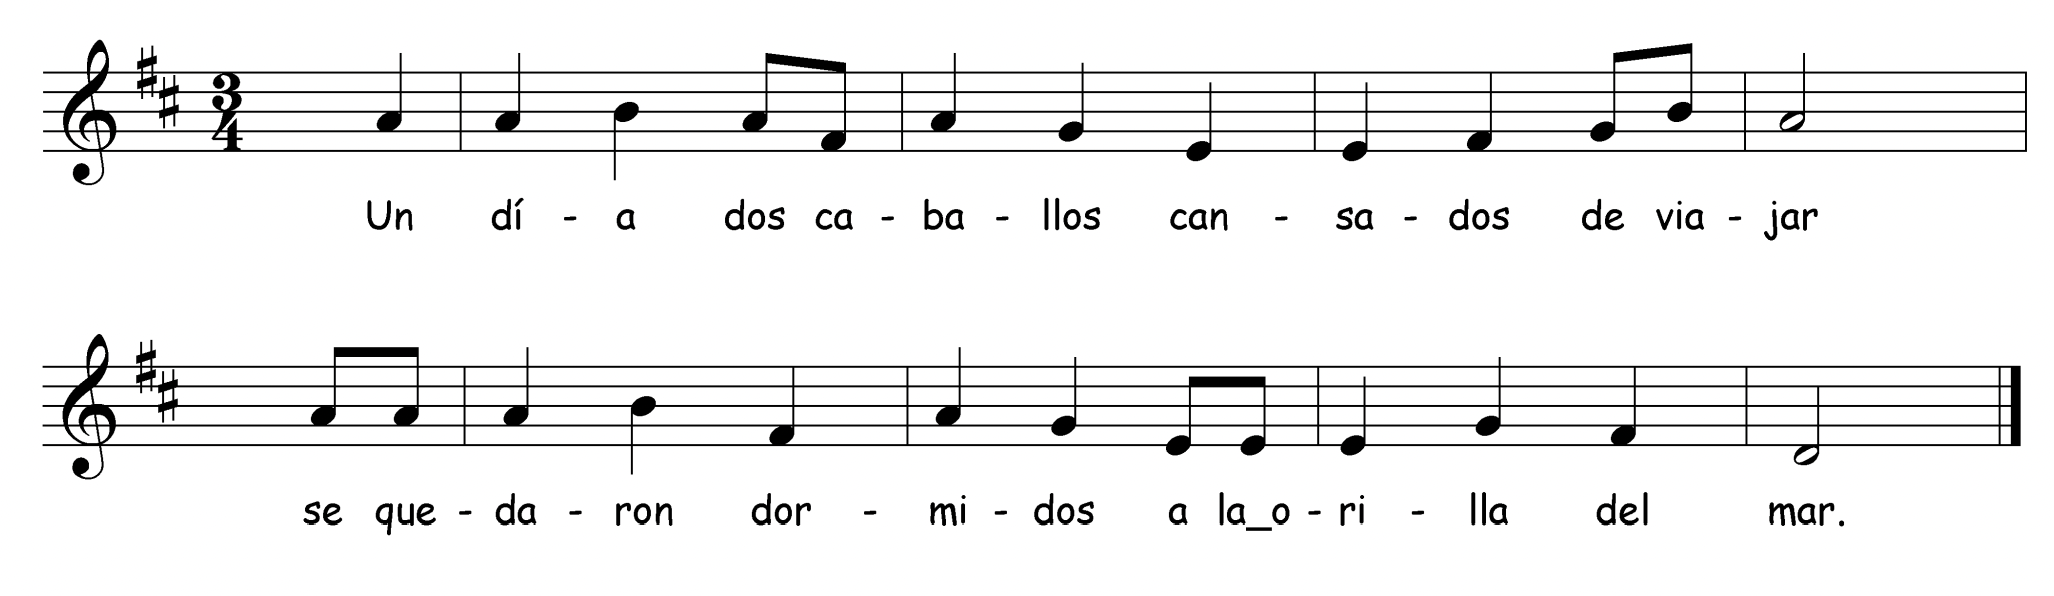 3
4
Un dí - a dos ca - ba - llos can - sa - dos de via - jar
se que - da - ron dor - mi - dos a la_o - ri - lla del mar.